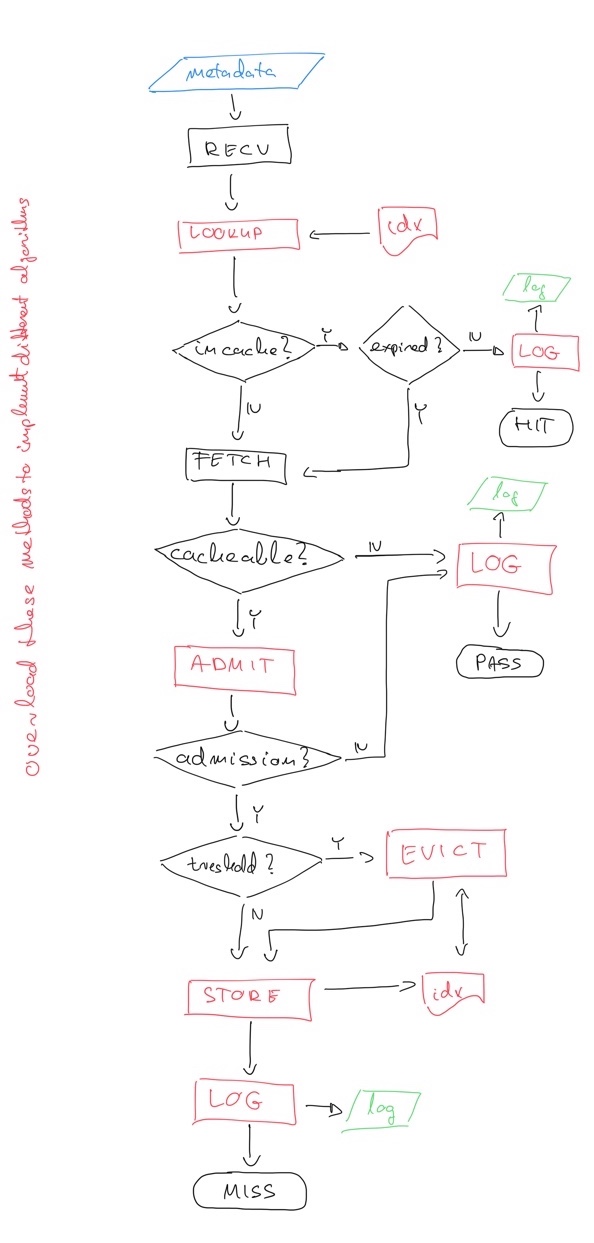 metadata
RECV
LOOKUP
idx
in cache?
Y
expired?
N
LOG
log
HIT
N
Y
FETCH
cacheable?
N
LOG
log
PASS
Y
ADMIT
admission?
N
Y
treshold?
Y
EVICT
N
STORE
idx
LOG
log
MISS
overload these methods to implement different algorithms